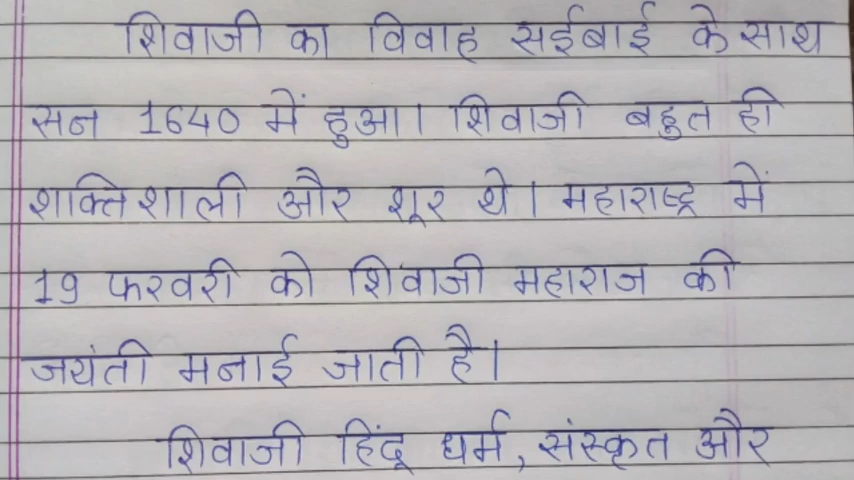 शिवाजी का विवाह सईबाई के साथ
सन 1640 में हुआ। शिवाजी बहुत ही
शक्तिशाली और शूर थे। महाराष्ट्र में
19 फरवरी को शिवाजी महाराज की
जयंती मनाई जाती है।
शिवाजी हिंदू धर्म, संस्कृत और